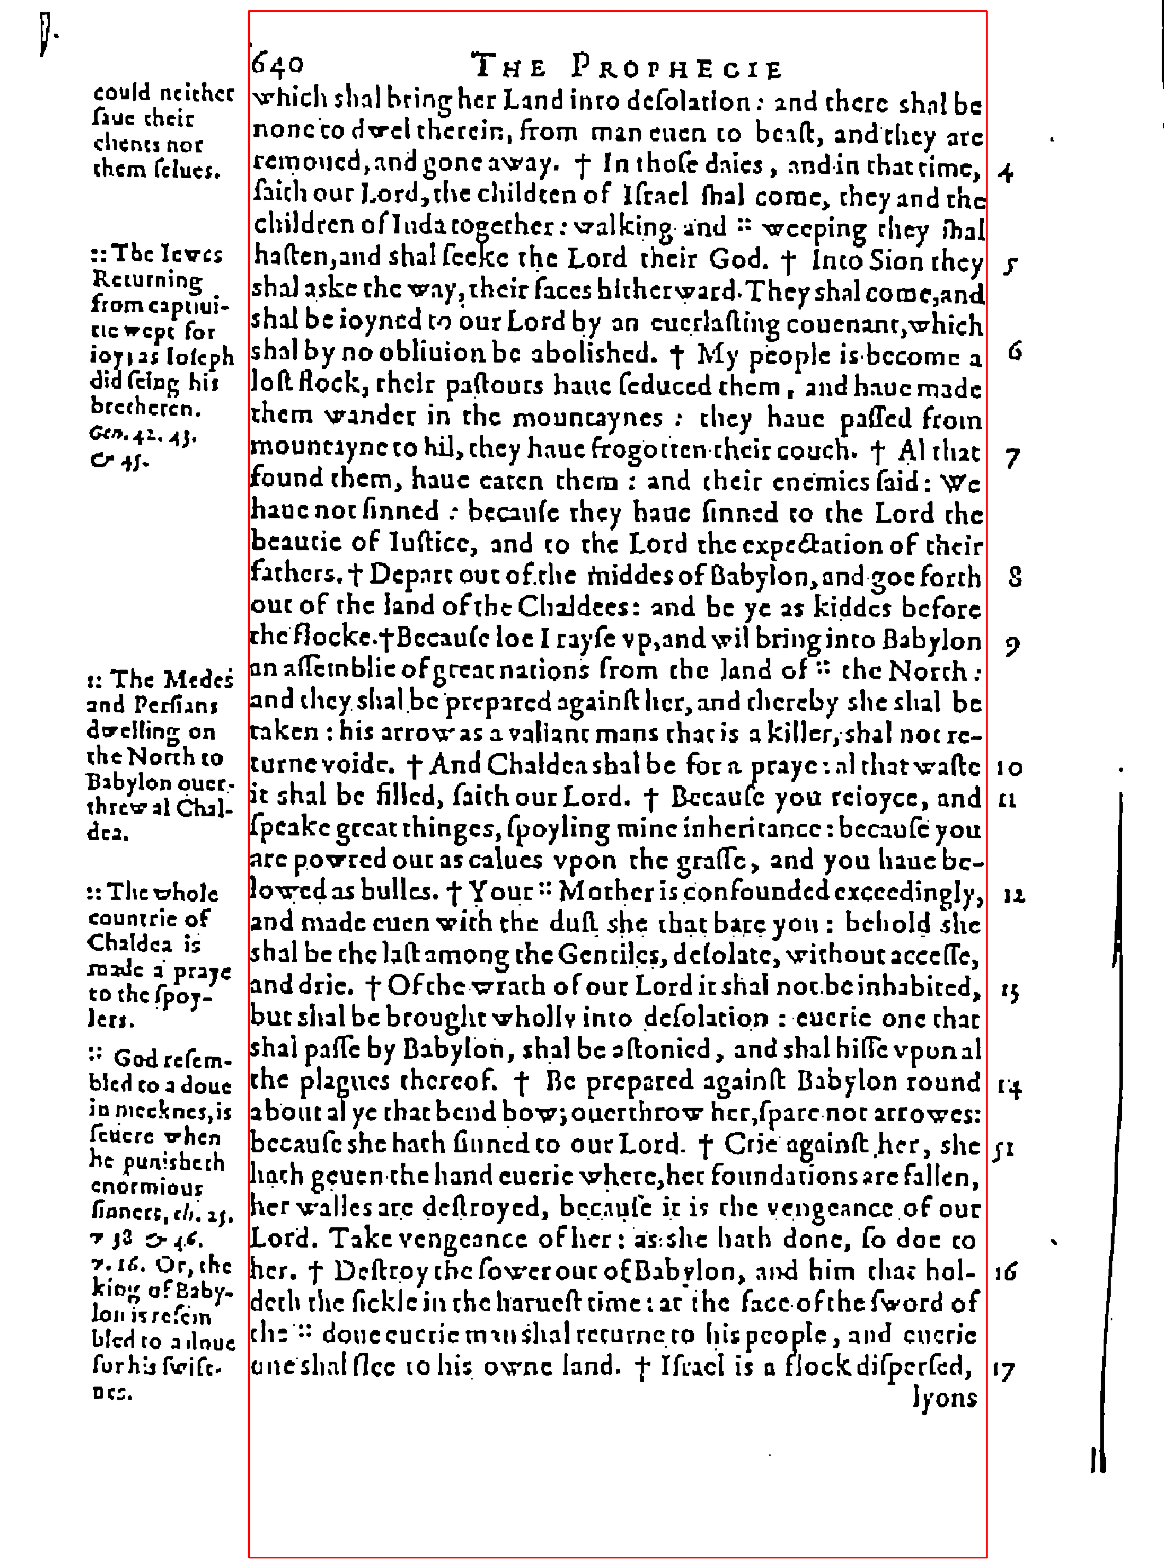 640 THE PROPHECIE
could neither
saue their
clients nor
them selues.
::The Iewes
Returning
from captiui-
tie wept for
ioy; as Ioseph
did seing his
bretheren.
Gen. 42. 43.
& 45.
:: The Medes
and Persians
dwelling on
the North to
Babylon ouer-
threw al Chal-
dea.
:: The whole
countrie of
Chaldea is
made a praye
to the spoy-
lers.
:: God resem-
bled to a doue
in meeknes, is
seuere when
he punisheth
enormious
sinners, ch. 25.
v 38 & 46.
v. 16. Or, the
king of Baby-
lon is resem
bled to a doue
for his swift-
nes.
which shal bring her Land into desolation: and there shal be
none to dwel therein, from man euen to beast, and they are
remoued, and gone away. † In those daies, and in that time, 4
saith our Lord, the children of Israel shal come, they and the
children of Iuda together: walking and :: weeping they shal
hasten, and shal seeke the Lord their God. † Into Sion they 5
shal aske the way, their faces hitherward. They shal come, and
shal be ioyned to our Lord by an euerlasting couenant, which
shal by no obliuion be abolished. † My people is become a 6
lost flock, their pastours haue seduced them, and haue made
them wander in the mountaynes: they haue passed from
mountayne to hil, they haue frogotten their couch. † Al that 7
found them, haue eaten them: and their enemies said: We
haue not sinned: because they haue sinned to the Lord the
beautie of Iustice, and to the Lord the expectation of their
fathers. † Depart out of the middes of Babylon, and goe forth 8
out of the land of the Chaldees: and be ye as kiddes before
the flocke. † Because loe I rayse vp, and wil bring into Babylon 9
an assemblie of great nations from the land of :: the North:
and they shal be prepared against her, and thereby she shal be
taken: his arrow as a valiant mans that is a killer, shal not re-
turne voide. † And Chaldea shal be for a praye: al that waste 10
it shal be filled, saith our Lord. † Because you reioyce, and 11
speake great thinges, spoyling mine inheritance: because you
are powred out as calues vpon the grasse, and you haue be-
lowed as bulles. † Your :: Mother is confounded exceedingly, 12
and made euen with the dust she that bare you: behold she
shal be the last among the Gentiles, desolate, without accesse,
and drie. † Of the wrath of our Lord it shal not be inhabited, 13
but shal be brought wholly into desolation: euerie one that
shal passe by Babylon, shal be astonied, and shal hisse vpon al
the plagues thereof. † Be prepared against Babylon round 14
about al ye that bend bow; ouerthrow her, spare not arrowes:
because she hath sinned to our Lord. † Crie against her, she 51
hath geuen the hand euerie where, her foundations are fallen,
her walles are destroyed, because it is the vengeance of our
Lord. Take vengeance of her: as she hath done, so doe to
her. † Destroy the sower out of Babylon, and him that hol- 16
deth the sickle in the haruest time: at the face of the sword of
the :: doue euerie man shal returne to his people, and euerie
one shal flee to his owne land. † Israel is a flock dispersed, 17
lyons